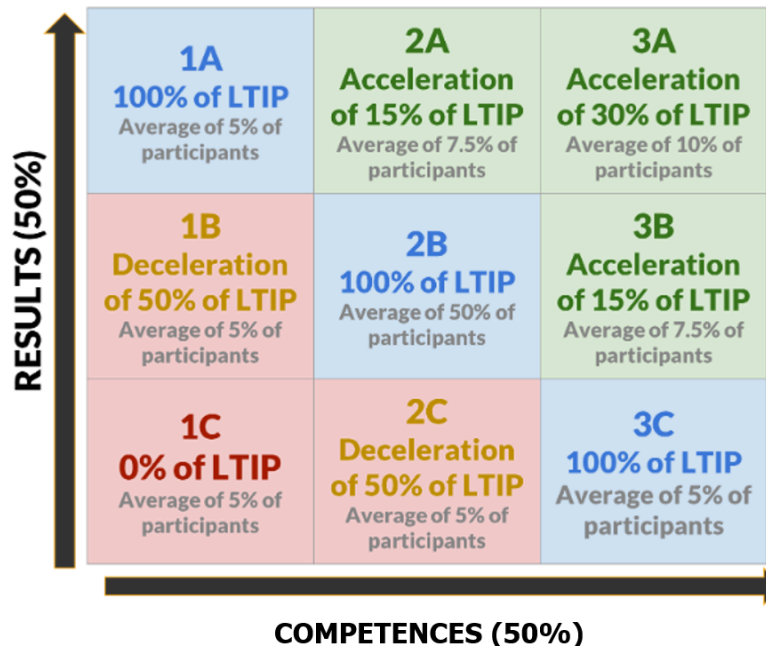 RESULTS (50%)
1A
100% of LTIP
Average of 5% of
participants
2A
Acceleration
of 15% of LTIP
Average of 7.5% of
participants
3A
Acceleration
of 30% of LTIP
Average of 10% of
participants
1B
Deceleration
of 50% of LTIP
Average of 5% of
participants
2B
100% of LTIP
Average of 50% of
participants
3B
Acceleration
of 15% of LTIP
Average of 7.5% of
participants
1C
0% of LTIP
Average of 5% of
participants
2C
Deceleration
of 50% of LTIP
Average of 5% of
participants
3C
100% of LTIP
Average of 5% of
participants
COMPETENCES (50%)